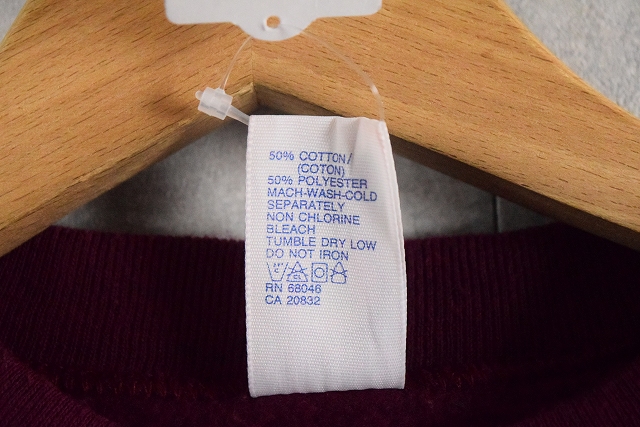 50% COTTON/
(COTON)
50% POLYESTER
MACH-WASH-COLD
SEPARATELY
NON CHLORINE
BLEACH
TUMBLE DRY LOW
DO NOT IRON
RN 68046
CA 20832